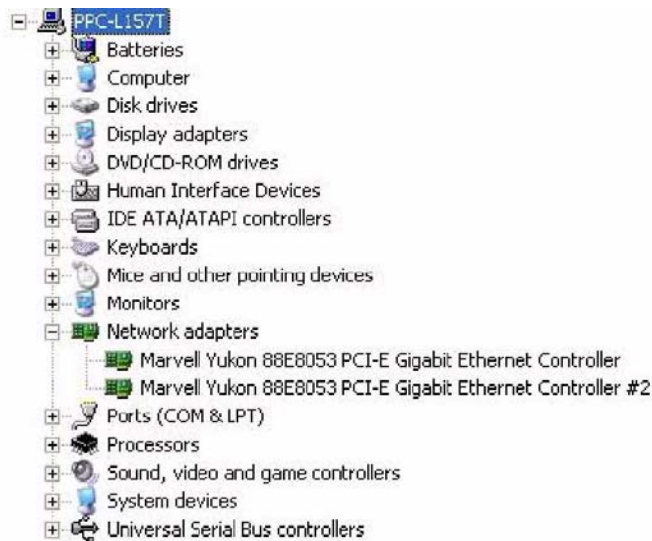 PPC-L157T
Batteries
Computer
Disk drives
Display adapters
DVD/CD-ROM drives
Human Interface Devices
IDE ATA/ATAPI controllers
Keyboards
Mice and other pointing devices
Monitors
Network adapters
Marvell Yukon 88E8053 PCI-E Gigabit Ethernet Controller
Marvell Yukon 88E8053 PCI-E Gigabit Ethernet Controller #2
Ports (COM & LPT)
Processors
Sound, video and game controllers
System devices
Universal Serial Bus controllers